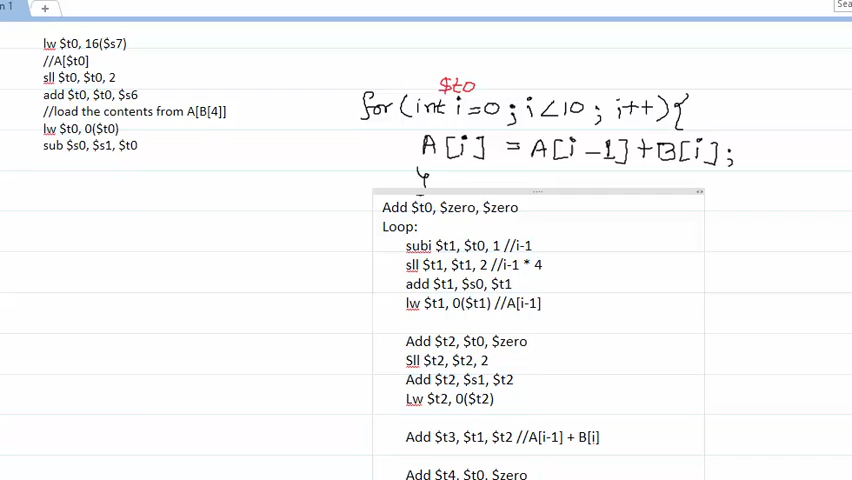 n 1
+
Sea
lw $t0, 16($s7)
//A[$t0]
sll $t0, $t0, 2
add $t0, $t0, $s6
//load the contents from A[B[4]]
lw $t0, 0($t0)
sub $s0, $s1, $t0
$t0
for(int i=0; i<10; i++){
A[i] = A[i-1]+B[i];
}
Add $t0, $zero, $zero
Loop:
subi $t1, $t0, 1 //i-1
sll $t1, $t1, 2 //i-1 * 4
add $t1, $s0, $t1
lw $t1, 0($t1) //A[i-1]
Add $t2, $t0, $zero
Sll $t2, $t2, 2
Add $t2, $s1, $t2
Lw $t2, 0($t2)
Add $t3, $t1, $t2 //A[i-1] + B[i]
Add $t4, $t0, $zero